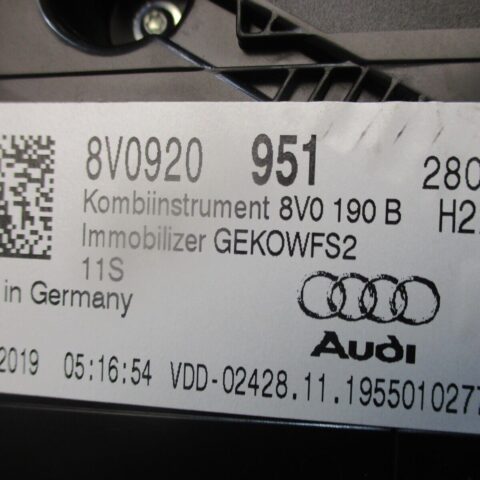 8V0920 951 280
Kombiinstrument 8V0 190 B
Immobilizer GEKOWFS2
11S
in Germany
Audi
2019 05:16:54 VDD-02428.11.1955010277